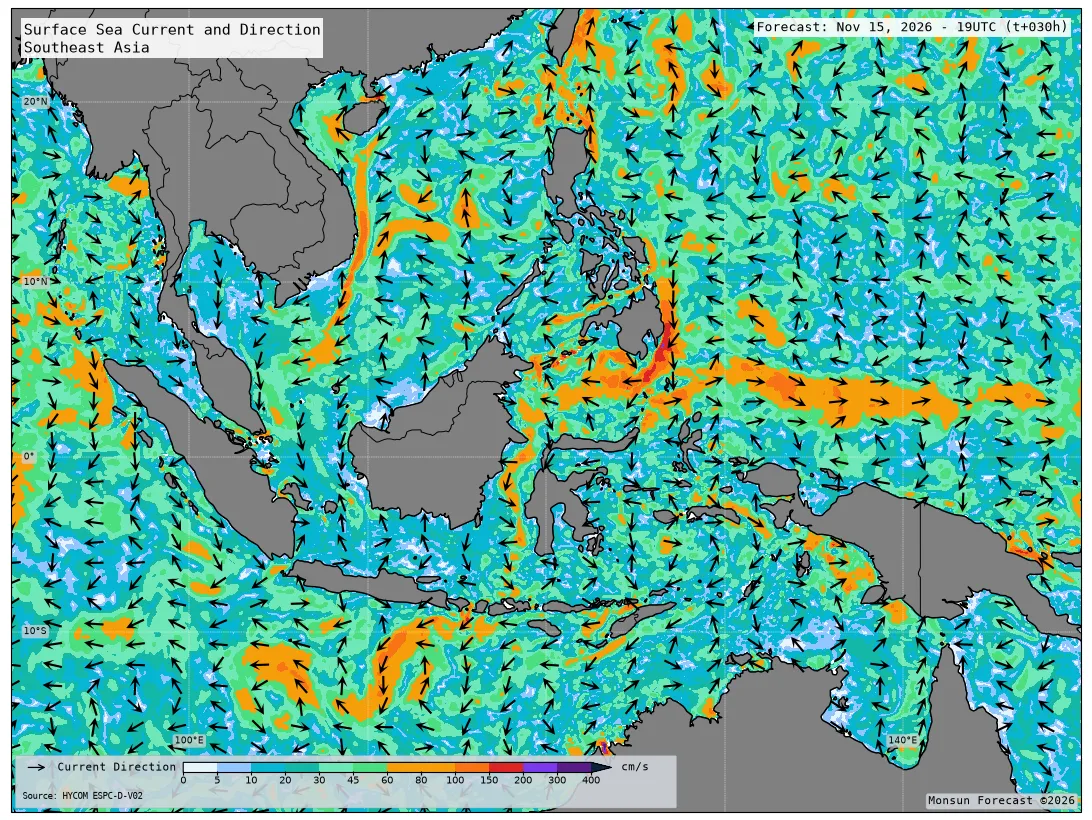 Surface Sea Current and Direction
Southeast Asia
Forecast: Nov 15, 2026 - 19UTC (t+030h)
20°N
10°N
0°
10°S
100°E
140°E
Current Direction
0 5 10 20 30 45 60 80 100 150 200 300 400 cm/s
Source: HYCOM ESPC-D-V02
Monsun Forecast ©2026